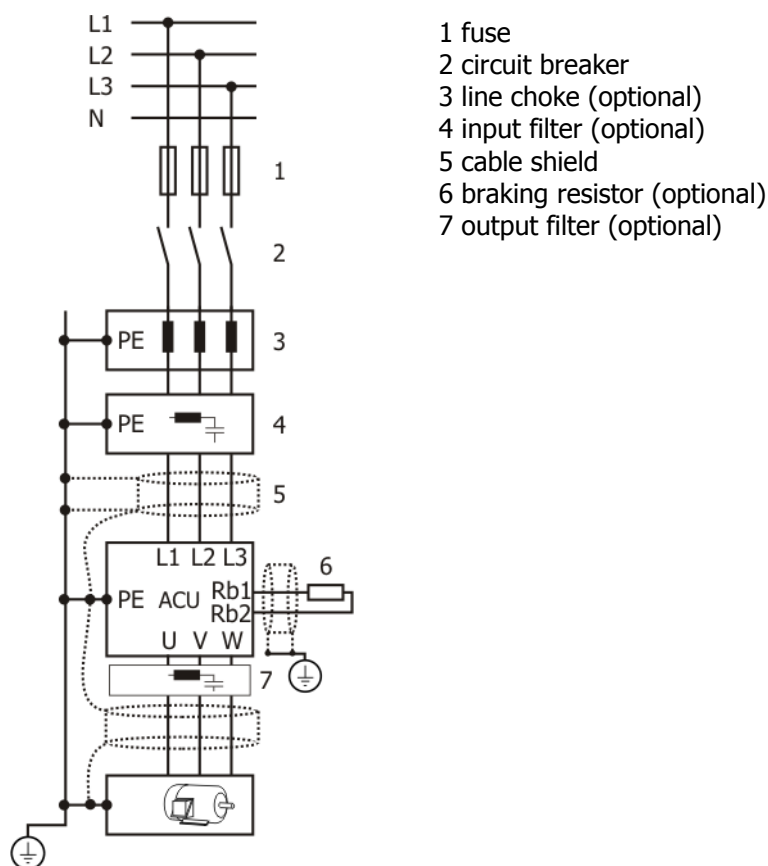 L1
L2
L3
N
1
2
PE
3
PE
4
5
L1 L2 L3
6
PE ACU Rb1
Rb2
U V W
7
1 fuse
2 circuit breaker
3 line choke (optional)
4 input filter (optional)
5 cable shield
6 braking resistor (optional)
7 output filter (optional)